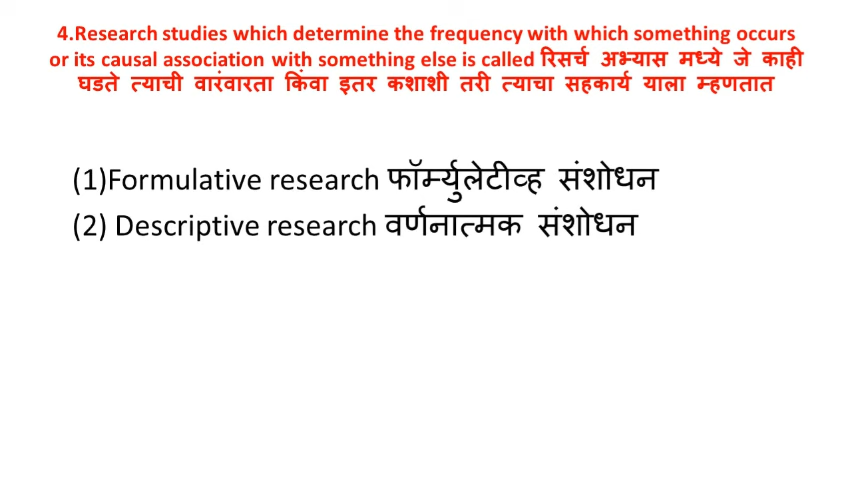 4.Research studies which determine the frequency with which something occurs
or its causal association with something else is called रिसर्च अभ्यास मध्ये जे काही
घडते त्याची वारंवारता किंवा इतर कशाशी तरी त्याचा सहकार्य याला म्हणतात
(1)Formulative research फॉर्म्युलेटीव्ह संशोधन
(2) Descriptive research वर्णनात्मक संशोधन